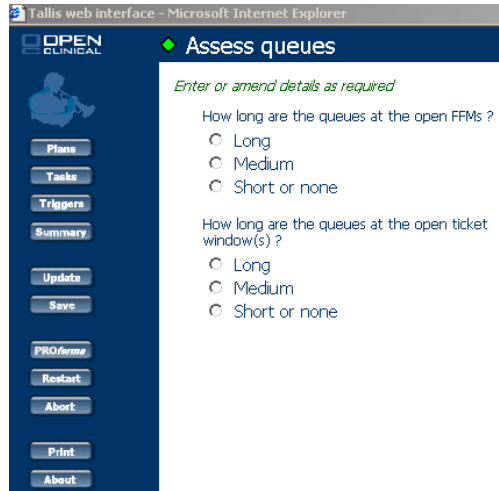 Tallis web interface - Microsoft Internet Explorer
OPEN
CLINICAL
Assess queues
Enter or amend details as required
How long are the queues at the open FFMs ?
Long
Medium
Short or none
How long are the queues at the open ticket
window(s) ?
Long
Medium
Short or none
Plans
Tasks
Triggers
Summary
Update
Save
PROforma
Restart
Abort
Print
About